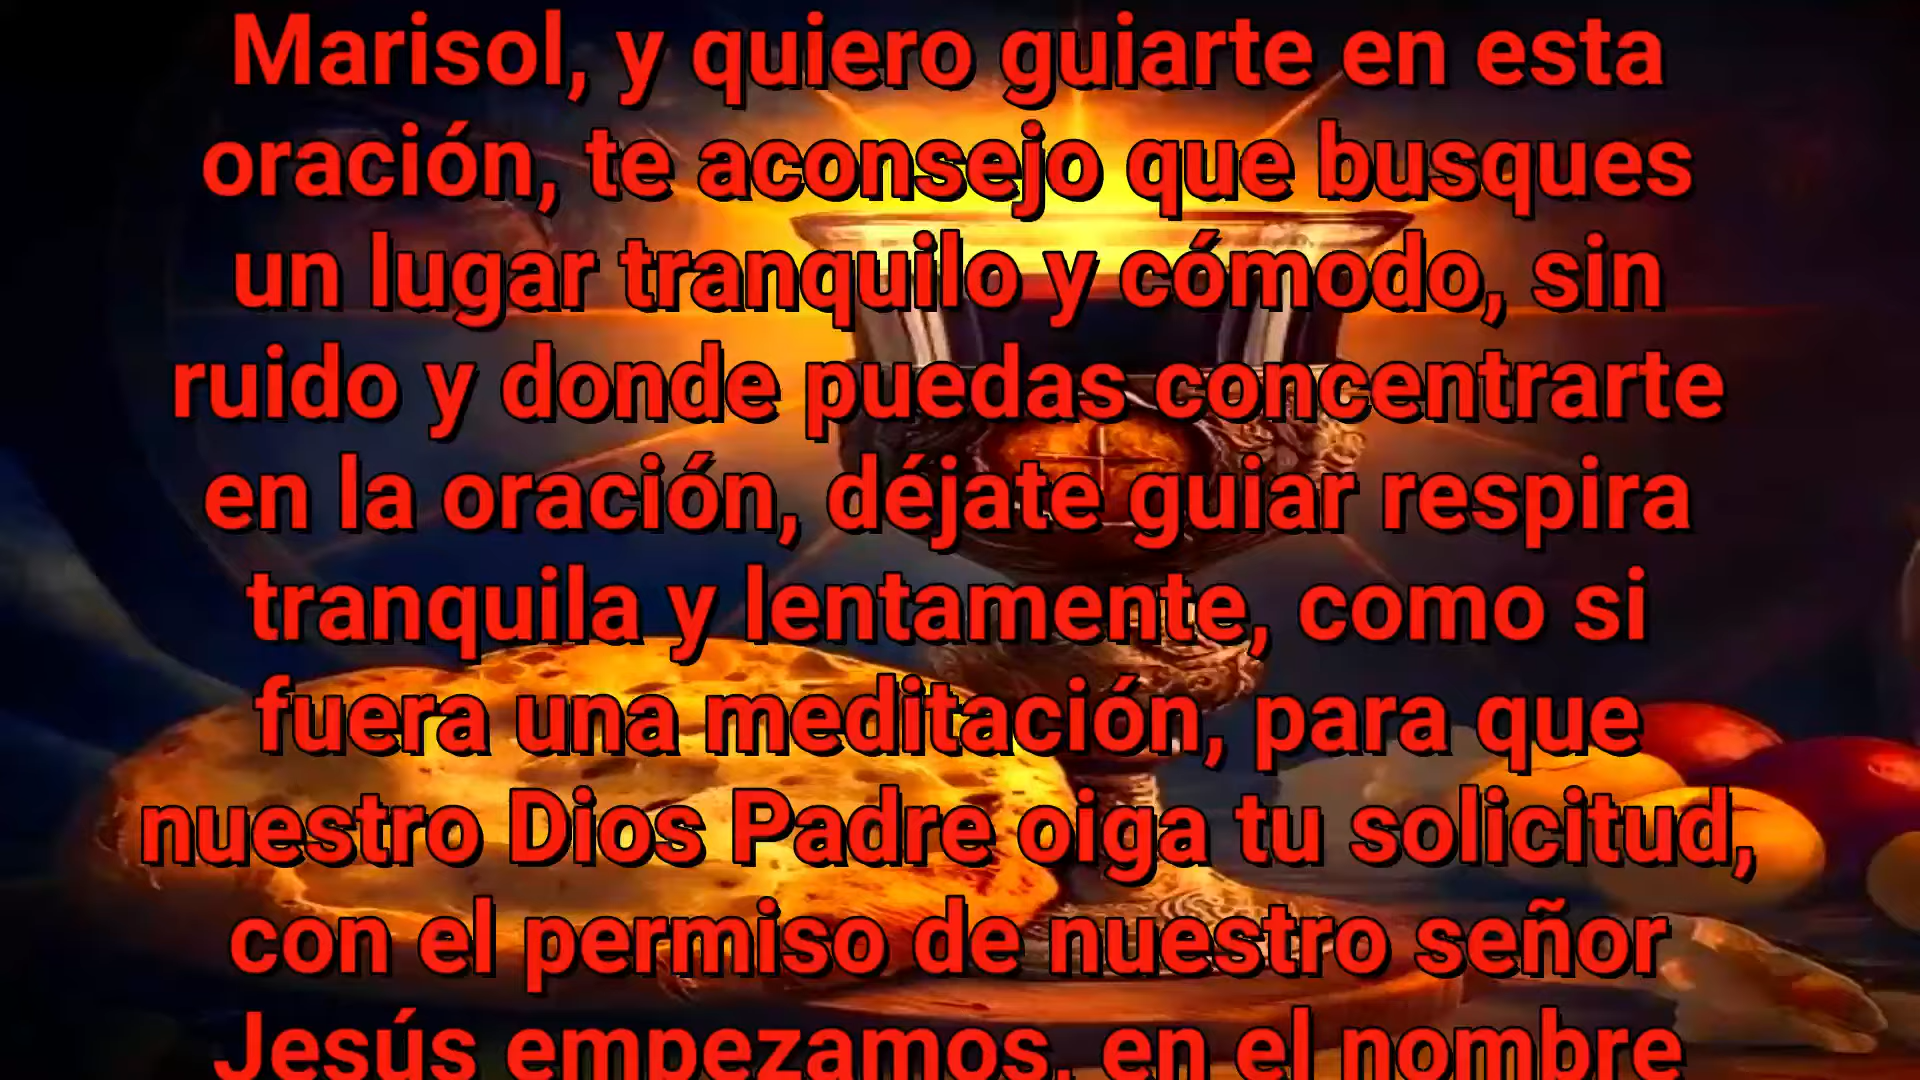 Marisol, y quiero guiarte en esta
oración, te aconsejo que busques
un lugar tranquilo y cómodo, sin
ruido y donde puedas concentrarte
en la oración, déjate guiar respira
tranquila y lentamente, como si
fuera una meditación, para que
nuestro Dios Padre oiga tu solicitud,
con el permiso de nuestro señor
Jesús empezamos, en el nombre